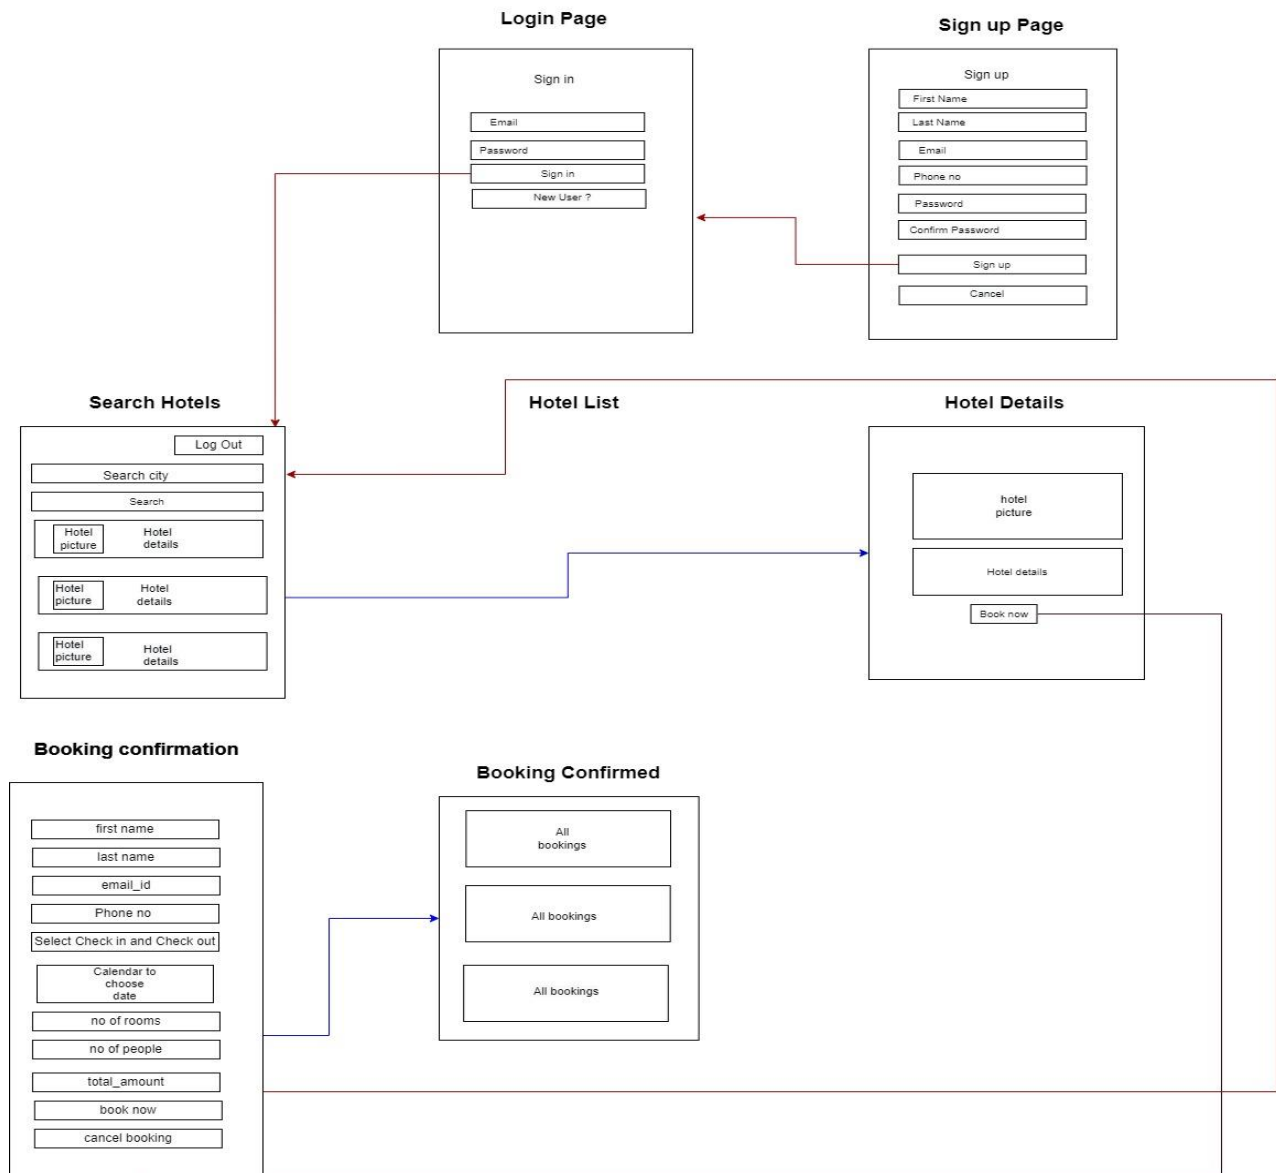 Login Page
Sign in
Email
Password
Sign in
New User ?
Sign up Page
Sign up
First Name
Last Name
Email
Phone no
Password
Confirm Password
Sign up
Cancel
Search Hotels
Log Out
Search city
Search
Hotel
picture
Hotel
details
Hotel
picture
Hotel
details
Hotel
picture
Hotel
details
Hotel List
Hotel Details
hotel
picture
Hotel details
Book now
Booking confirmation
first name
last name
email_id
Phone no
Select Check in and Check out
Calendar to
choose
date
no of rooms
no of people
total_amount
book now
cancel booking
Booking Confirmed
All
bookings
All bookings
All bookings